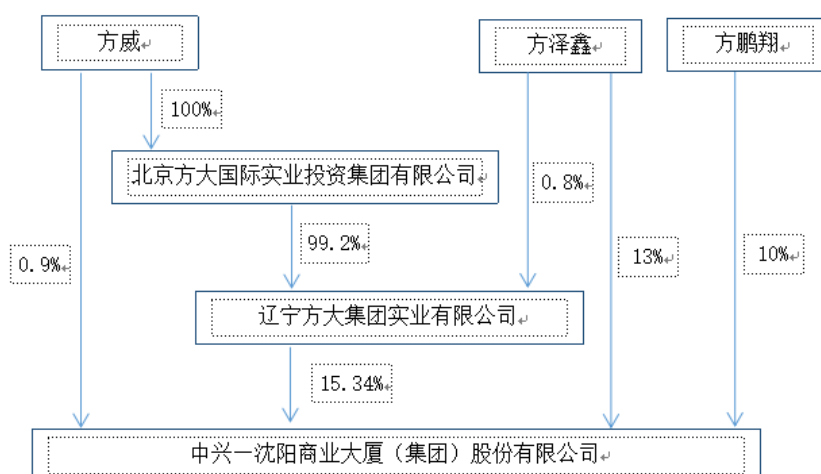 方威
方泽鑫
方鹏翔
100%
北京方大国际实业投资集团有限公司
0.8%
99.2%
0.9%
13%
10%
辽宁方大集团实业有限公司
15.34%
中兴一沈阳商业大厦（集团）股份有限公司